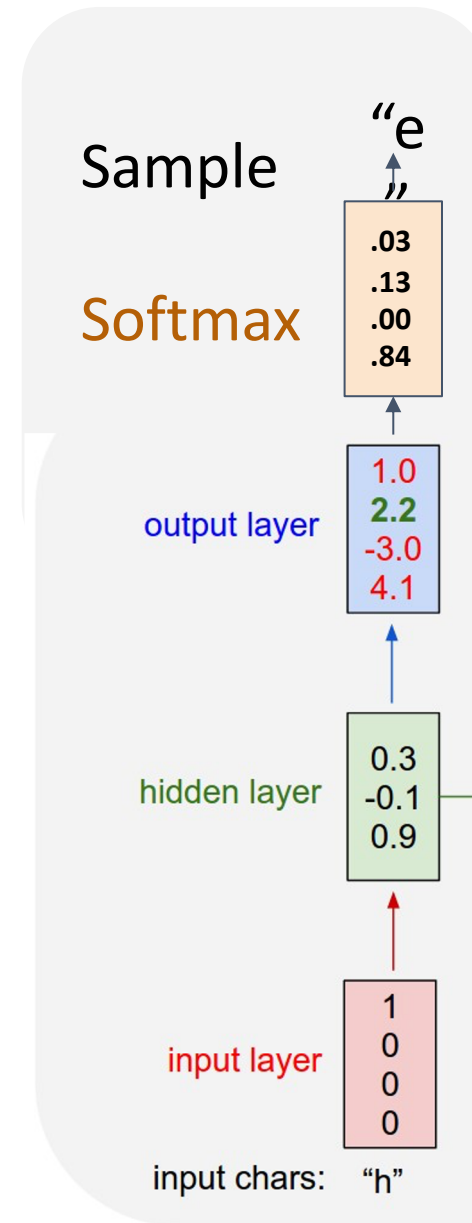 “e
”
Sample
.03
.13
.00
.84
Softmax
1.0
2.2
-3.0
4.1
output layer
0.3
-0.1
0.9
hidden layer
1
0
0
0
input layer
input chars: “h”